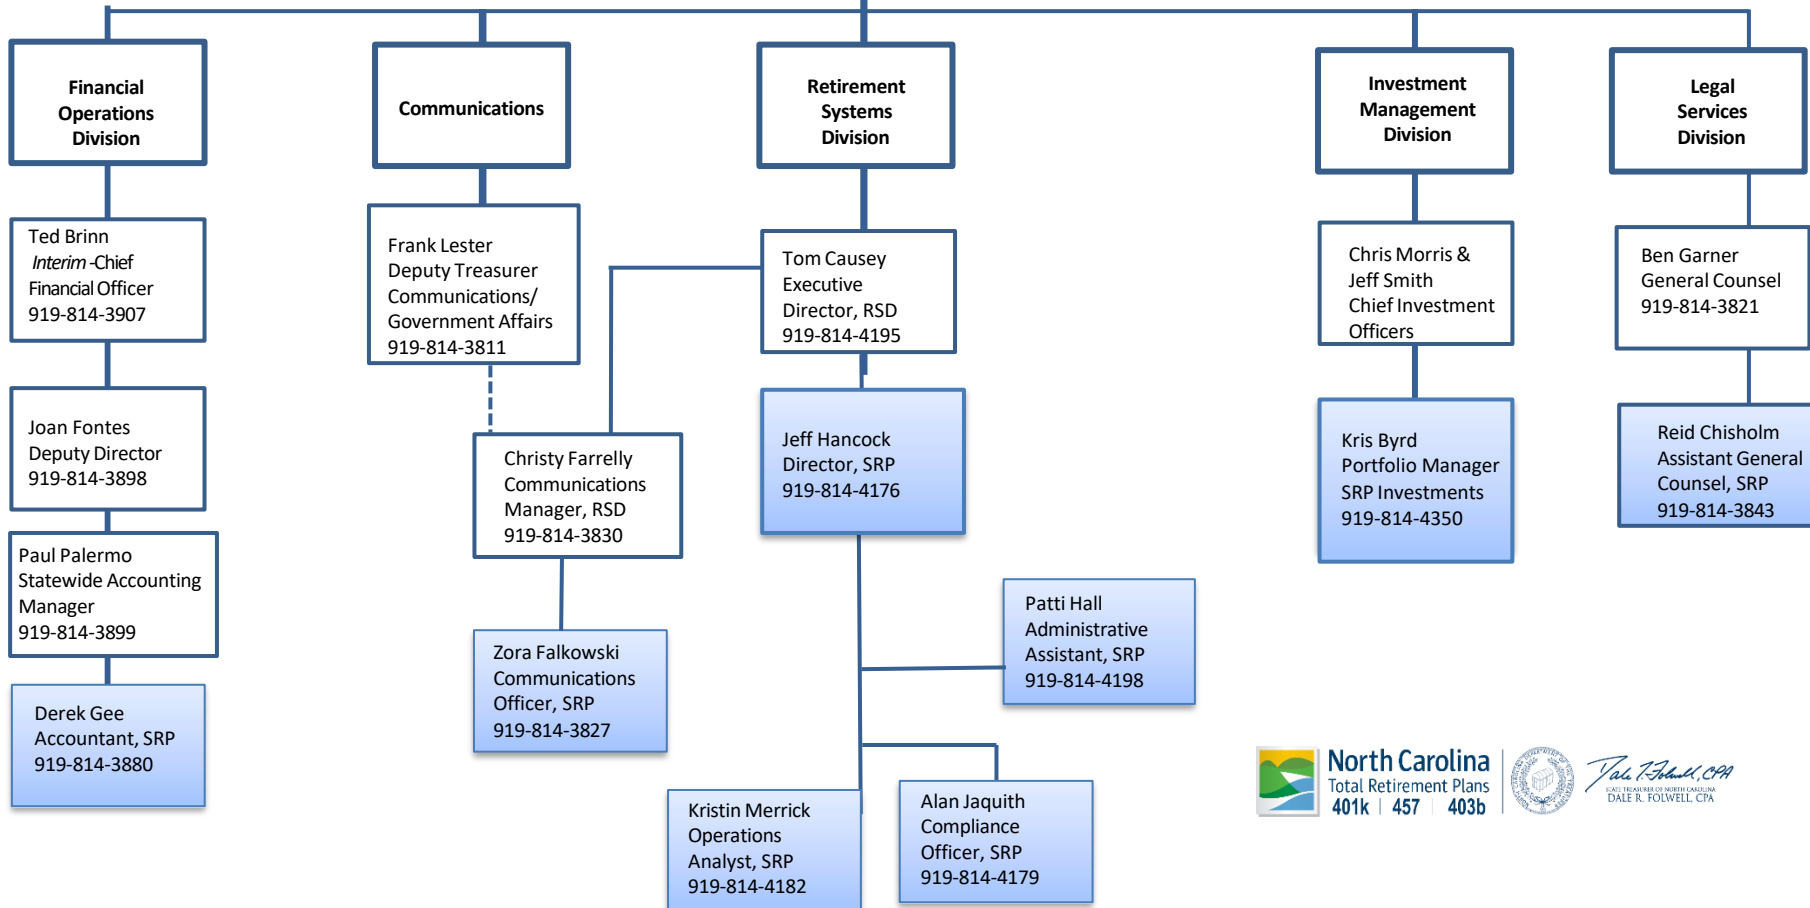 Financial
Operations
Division
Communications
Retirement
Systems
Division
Investment
Management
Division
Legal
Services
Division
Ted Brinn
Interim -Chief
Financial Officer
919-814-3907
Frank Lester
Deputy Treasurer
Communications/
Government Affairs
919-814-3811
Tom Causey
Executive
Director, RSD
919-814-4195
Chris Morris &
Jeff Smith
Chief Investment
Officers
Ben Garner
General Counsel
919-814-3821
Joan Fontes
Deputy Director
919-814-3898
Christy Farrelly
Communications
Manager, RSD
919-814-3830
Jeff Hancock
Director, SRP
919-814-4176
Kris Byrd
Portfolio Manager
SRP Investments
919-814-4350
Reid Chisholm
Assistant General
Counsel, SRP
919-814-3843
Paul Palermo
Statewide Accounting
Manager
919-814-3899
Patti Hall
Administrative
Assistant, SRP
919-814-4198
Zora Falkowski
Communications
Officer, SRP
919-814-3827
Derek Gee
Accountant, SRP
919-814-3880
Kristin Merrick
Operations
Analyst, SRP
919-814-4182
Alan Jaquith
Compliance
Officer, SRP
919-814-4179
North Carolina
Total Retirement Plans
401k | 457 | 403b
Dale R. Folwell, CPA
STATE TREASURER OF NORTH CAROLINA
DALE R. FOLWELL, CPA